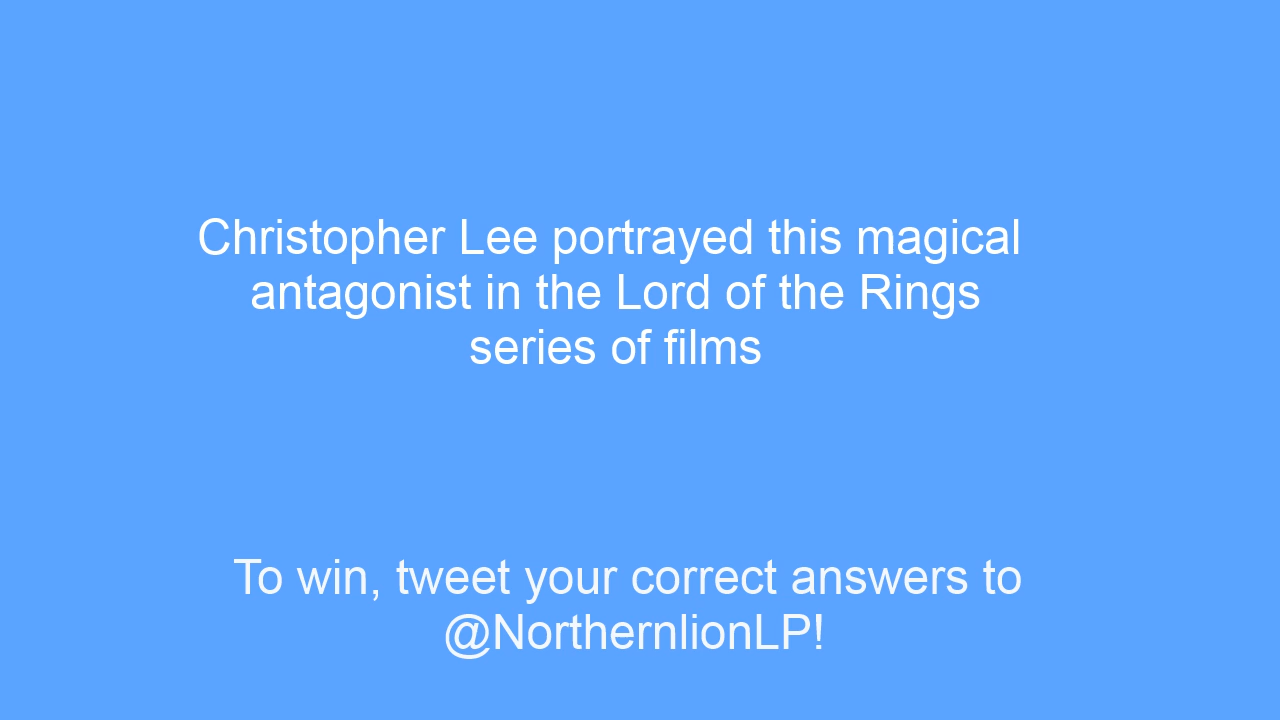 Christopher Lee portrayed this magical
antagonist in the Lord of the Rings
series of films
To win, tweet your correct answers to
@NorthernlionLP!